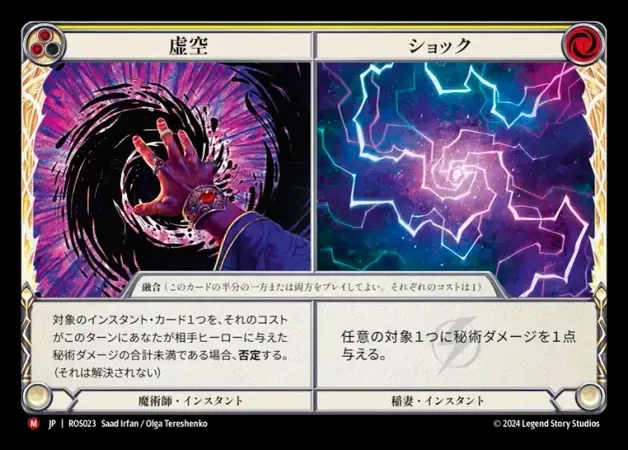 虚空
ショック
融合（このカードの半分の一方または両方をプレイしてよい。それぞれのコストは1）
対象のインスタント・カード1つを、それのコスト
がこのターンにあなたが相手ヒーローに与えた
秘術ダメージの合計未満である場合、否定する。
（それは解決されない）
任意の対象1つに秘術ダメージを1点
与える。
魔術師・インスタント
稲妻・インスタント
M JP | ROS023 Saad Irfan / Olga Tereshenko
© 2024 Legend Story Studios